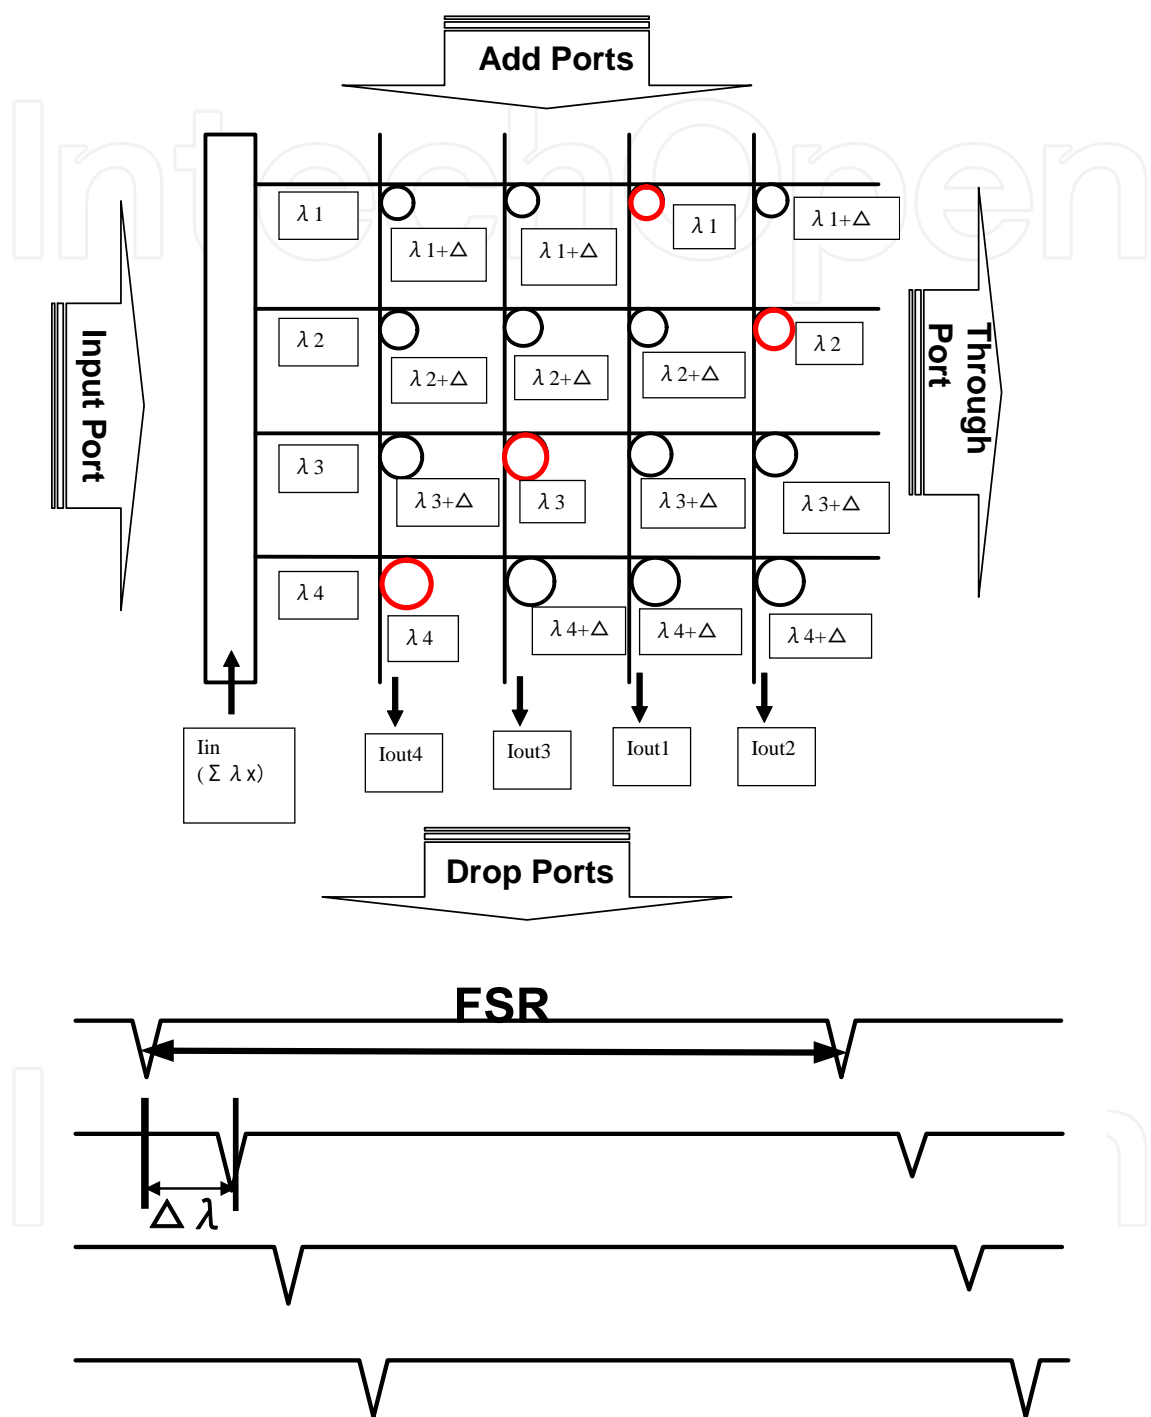 Add Ports
IntechOpen
λ1
λ1
λ1+△
λ1+△
λ1+△
Input Port
Through Port
λ2
λ2
λ2+△
λ2+△
λ2+△
λ3
λ3+△
λ3
λ3+△
λ3+△
λ4
λ4
λ4+△
λ4+△
λ4+△
Iin
(Σλx)
Iout4
Iout3
Iout1
Iout2
Drop Ports
FSR
△λ